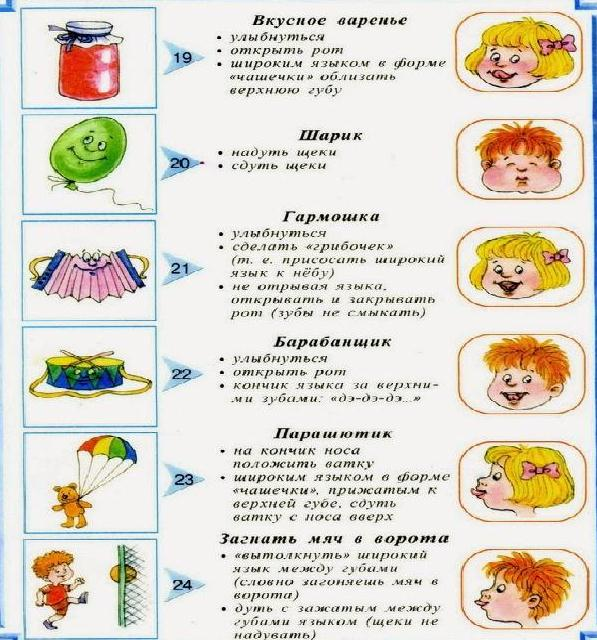 19
Вкусное варенье
• улыбнуться
• открыть рот
• широким языком в форме
«чашечки» облизать
верхнюю губу
20
Шарик
• надуть щеки
• сдуть щеки
21
Гармошка
• улыбнуться
• сделать «грибочек»
(т. е. присосать широкий
язык к нёбу)
• не отрывая языка,
открывать и закрывать
рот (зубы не смыкать)
22
Барабанщик
• улыбнуться
• открыть рот
• кончик языка за верхни-
ми зубами: «дэ-дэ-дэ...»
23
Парашютик
• на кончик носа
положить ватку
• широким языком в форме
«чашечки», прижатым к
верхней губе, сдуть
ватку с носа вверх
24
Загнать мяч в ворота
• «вытолкнуть» широкий
язык между губами
(словно загоняешь мяч в
ворота)
• дуть с зажатым между
губами языком (щеки не
надувать)